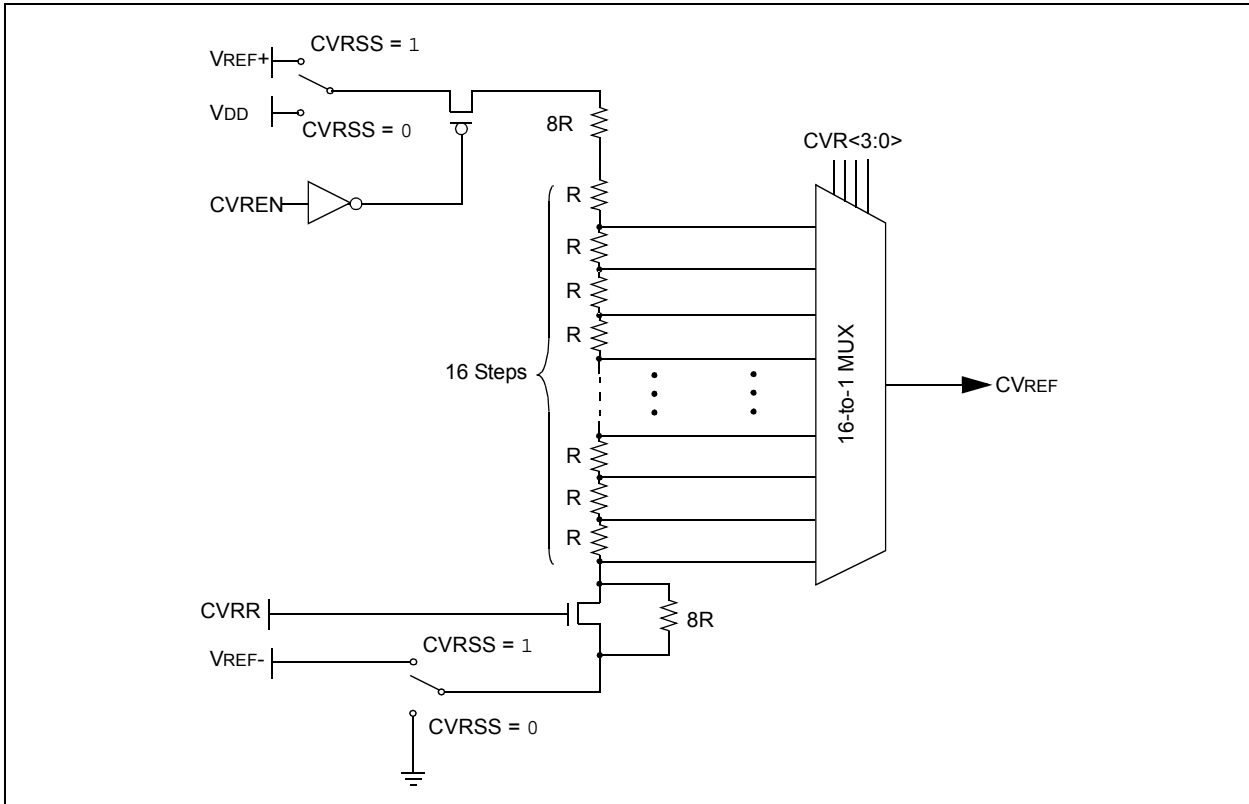 CVRSS = 1
VREF+
8R
VDD
CVRSS = 0
CVR<3:0>
CVREN
R
R
R
R
16 Steps
16-to-1 MUX
CVREF
R
R
R
CVRR
8R
CVRSS = 1
VREF-
CVRSS = 0